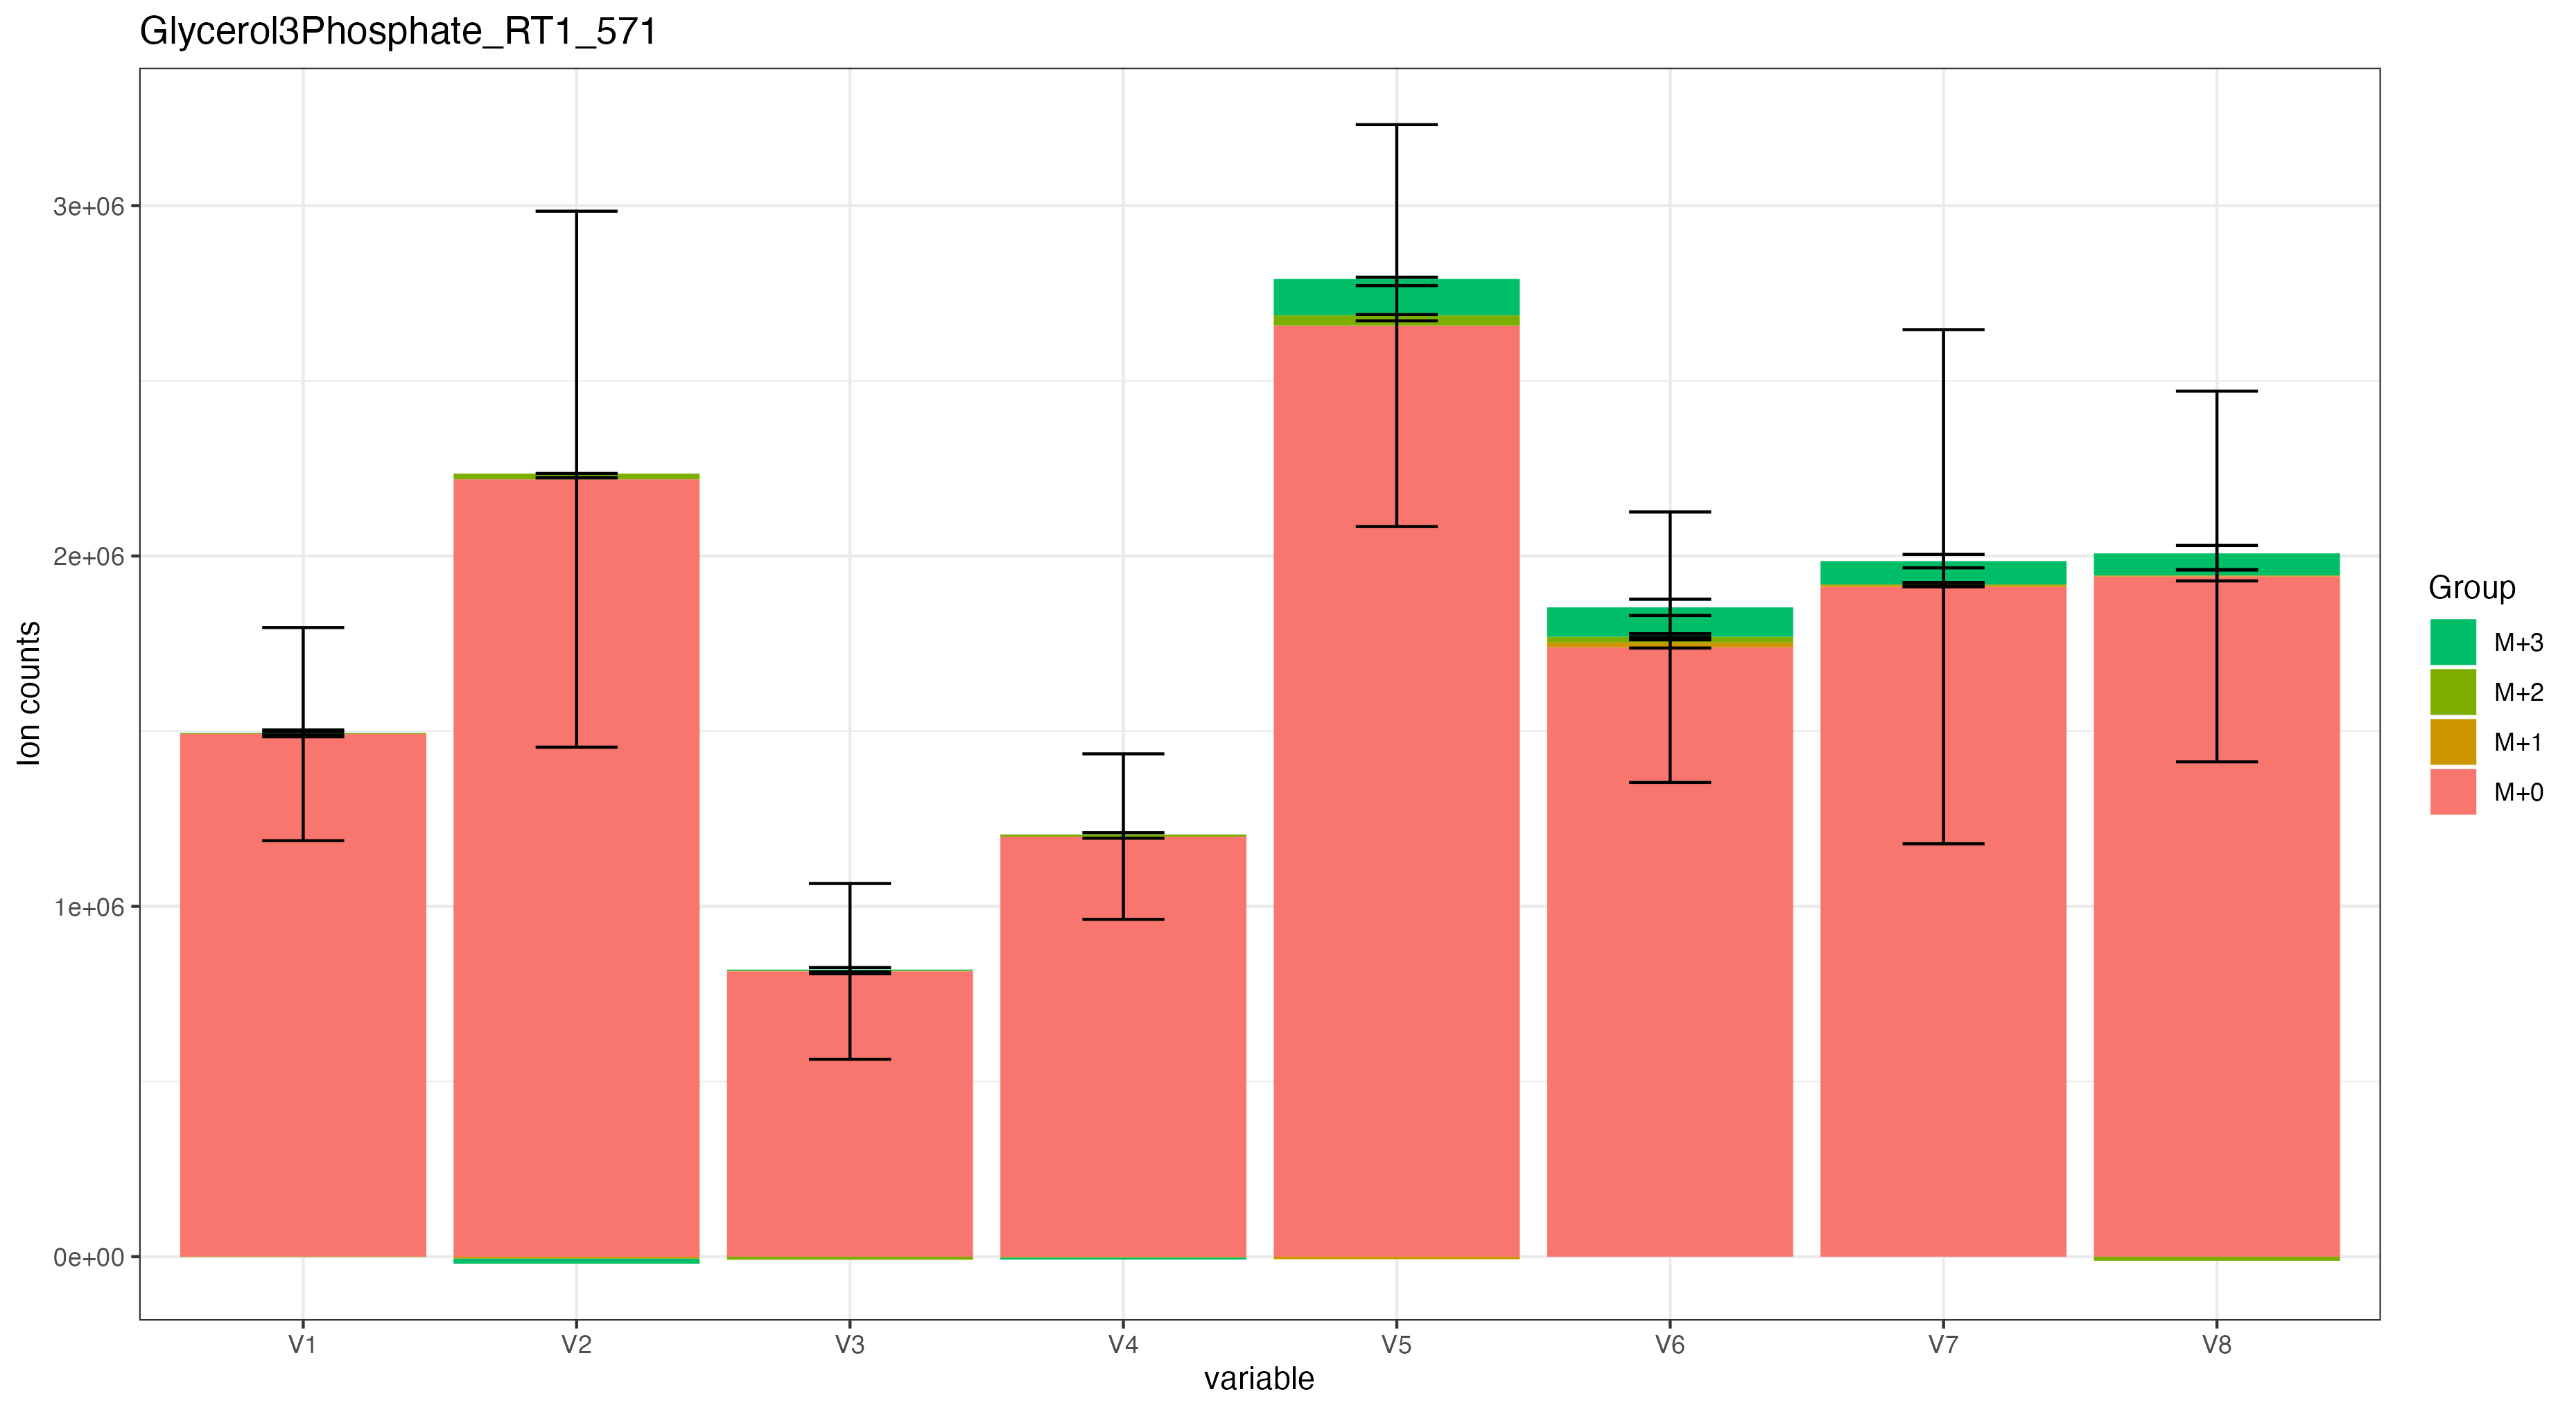 Glycerol3Phosphate_RT1_571
3e+06
2e+06
1e+06
0e+00
Ion counts
V1 V2 V3 V4 V5 V6 V7 V8
variable
Group
M+3
M+2
M+1
M+0